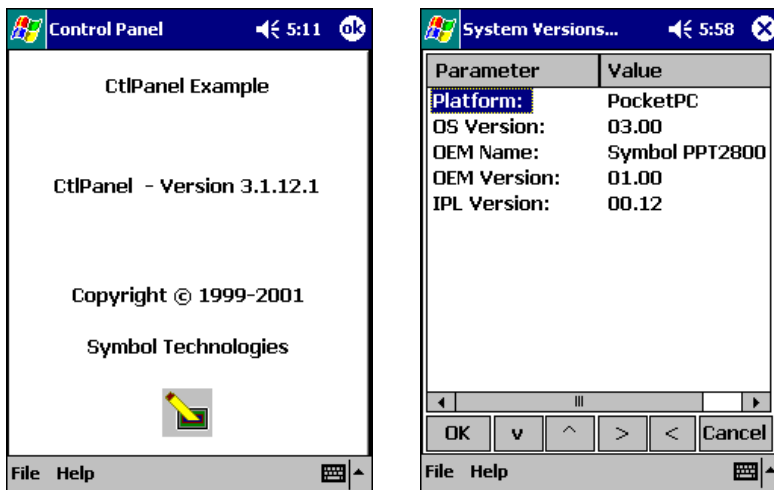 Control Panel 5:11 ok
CtlPanel Example
CtlPanel - Version 3.1.12.1
Copyright © 1999-2001
Symbol Technologies
File Help
System Versions... 5:58
Parameter Value
Platform: PocketPC
OS Version: 03.00
OEM Name: Symbol PPT2800
OEM Version: 01.00
IPL Version: 00.12
OK v ^ > < Cancel
File Help